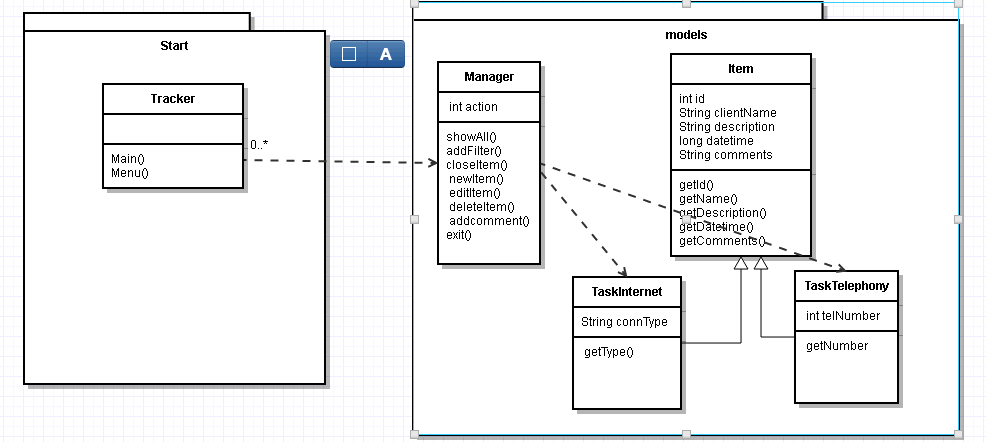 Start
Tracker
Main()
Menu()
0..*
A
models
Manager
int action
showAll()
addFilter()
closeItem()
newItem()
editItem()
deleteItem()
addcomment()
exit()
Item
int id
String clientName
String description
long datetime
String comments
getId()
getName()
getDescription()
getDatetime()
getComments()
TaskInternet
String connType
getType()
TaskTelephony
int telNumber
getNumber